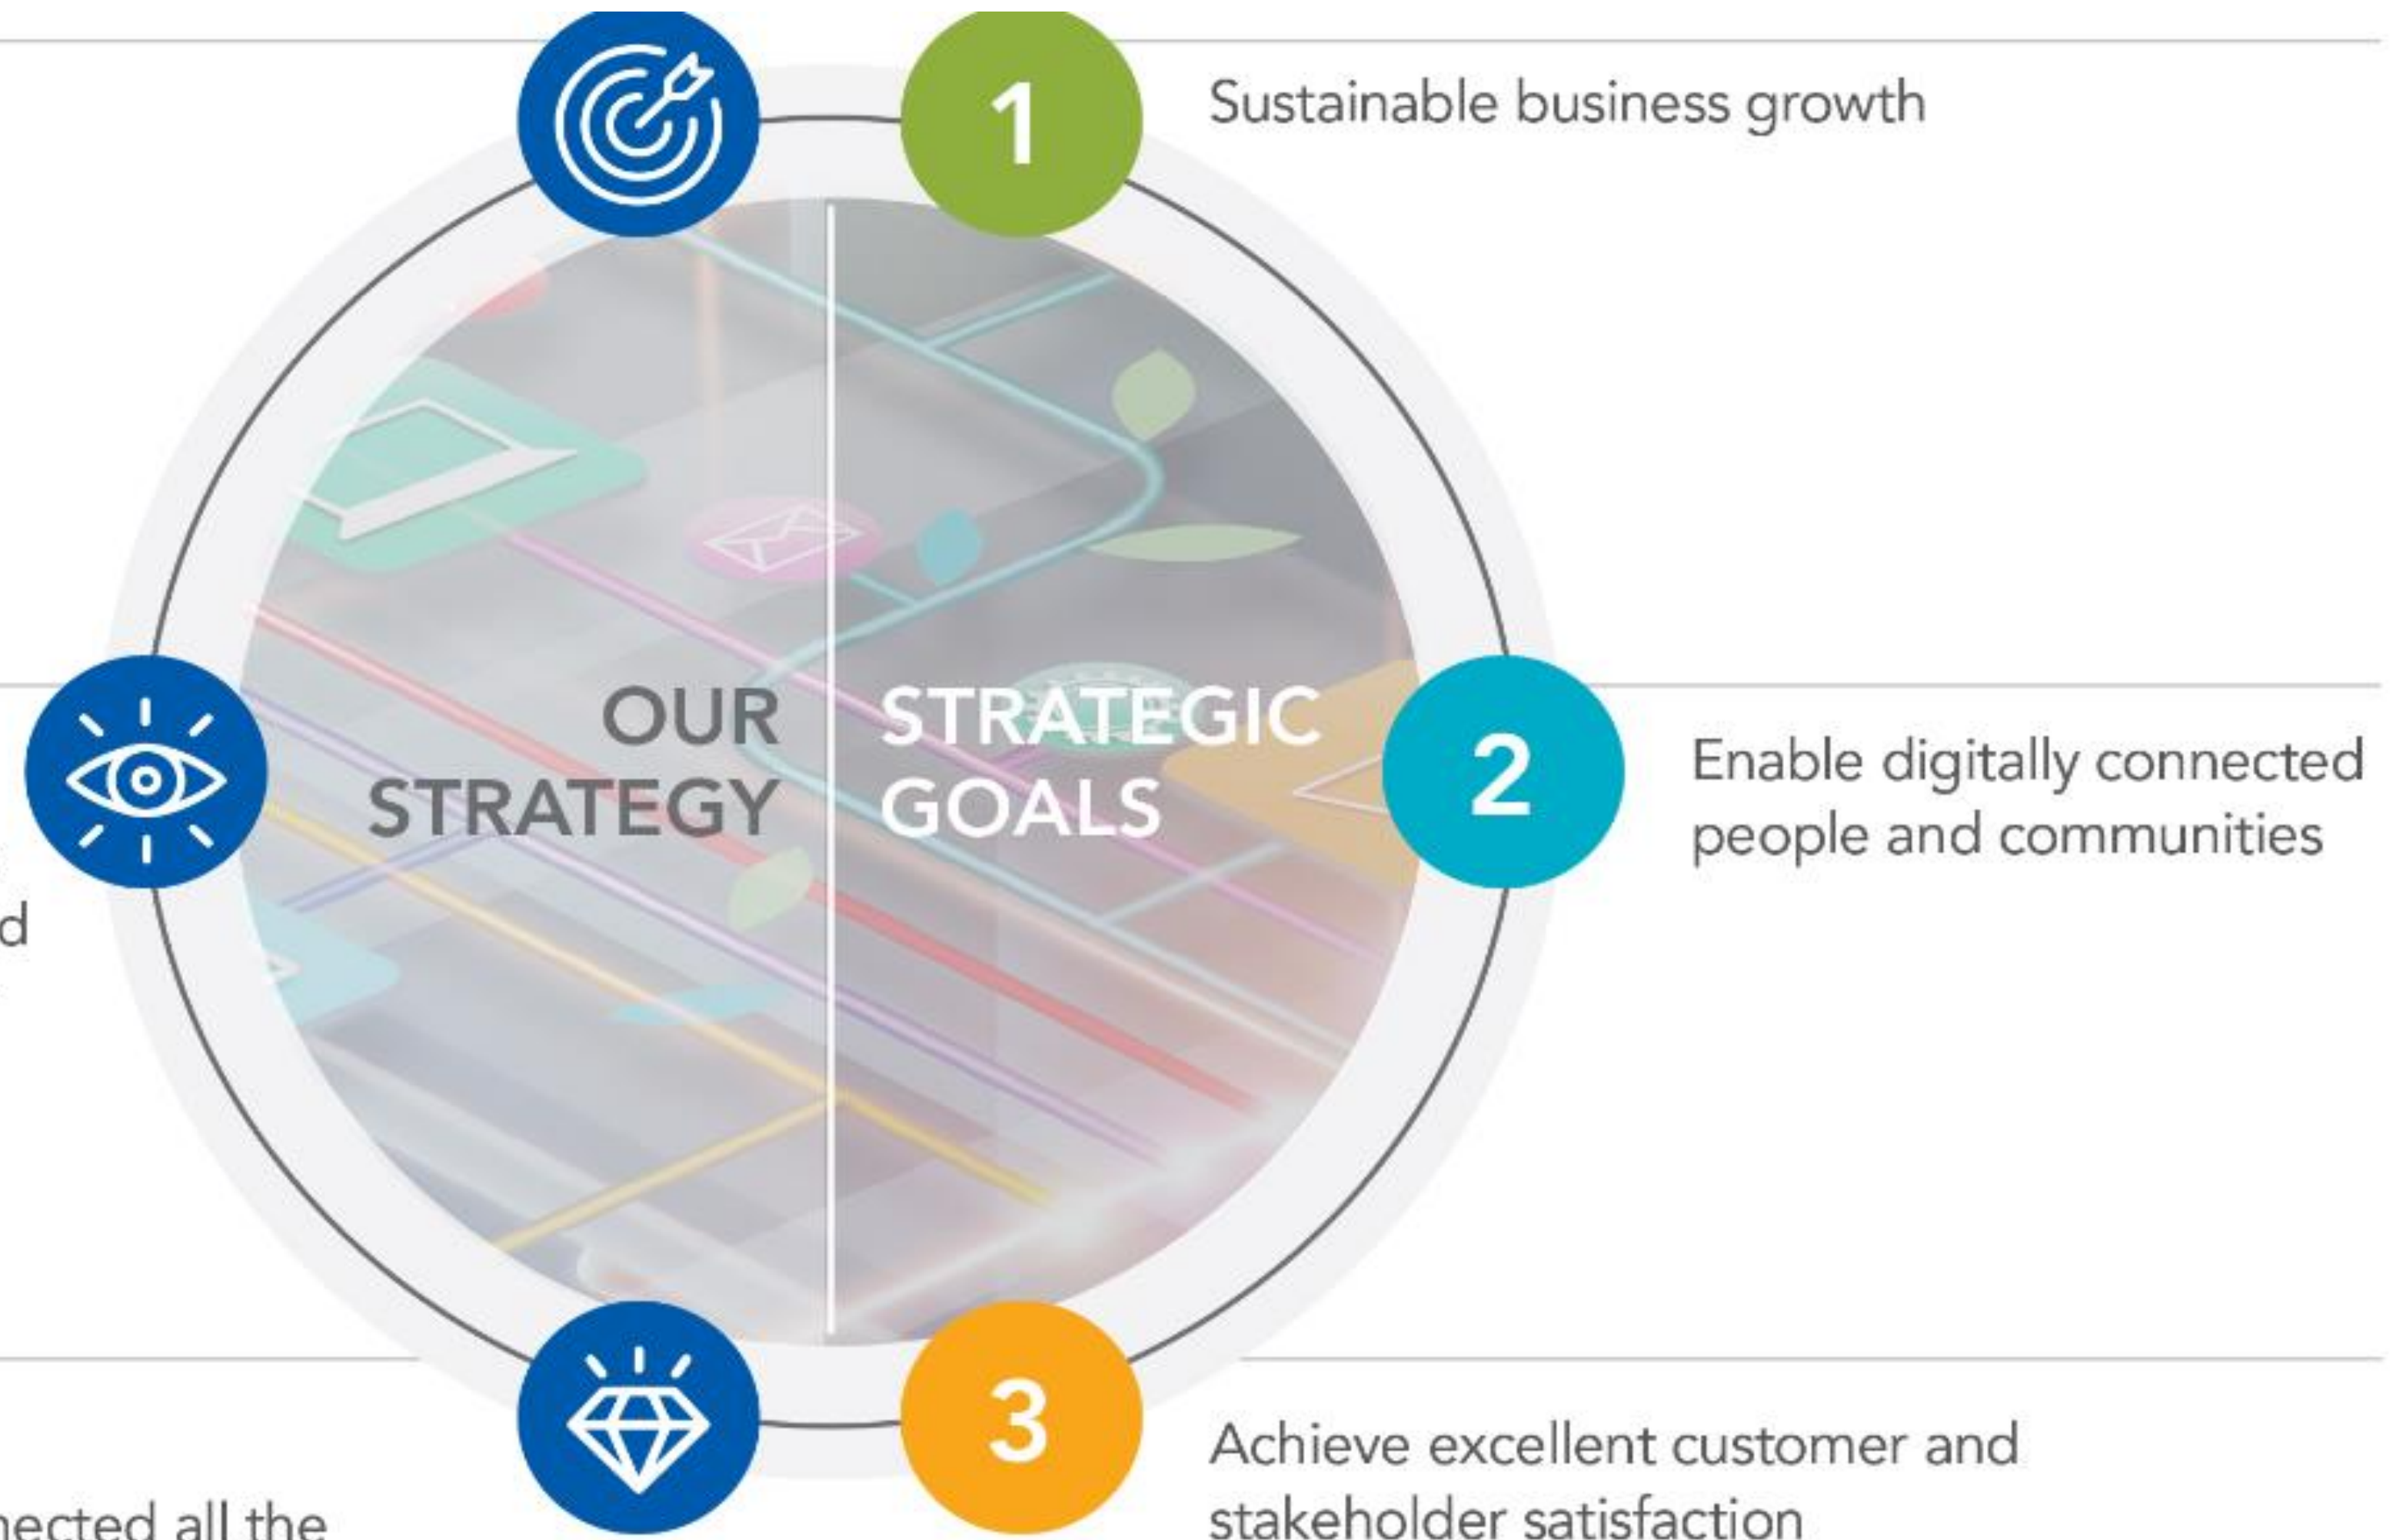 1
Sustainable business growth
OUR
STRATEGY
STRATEGIC
GOALS
2
Enable digitally connected
people and communities
d
3
Achieve excellent customer and
stakeholder satisfaction
all the